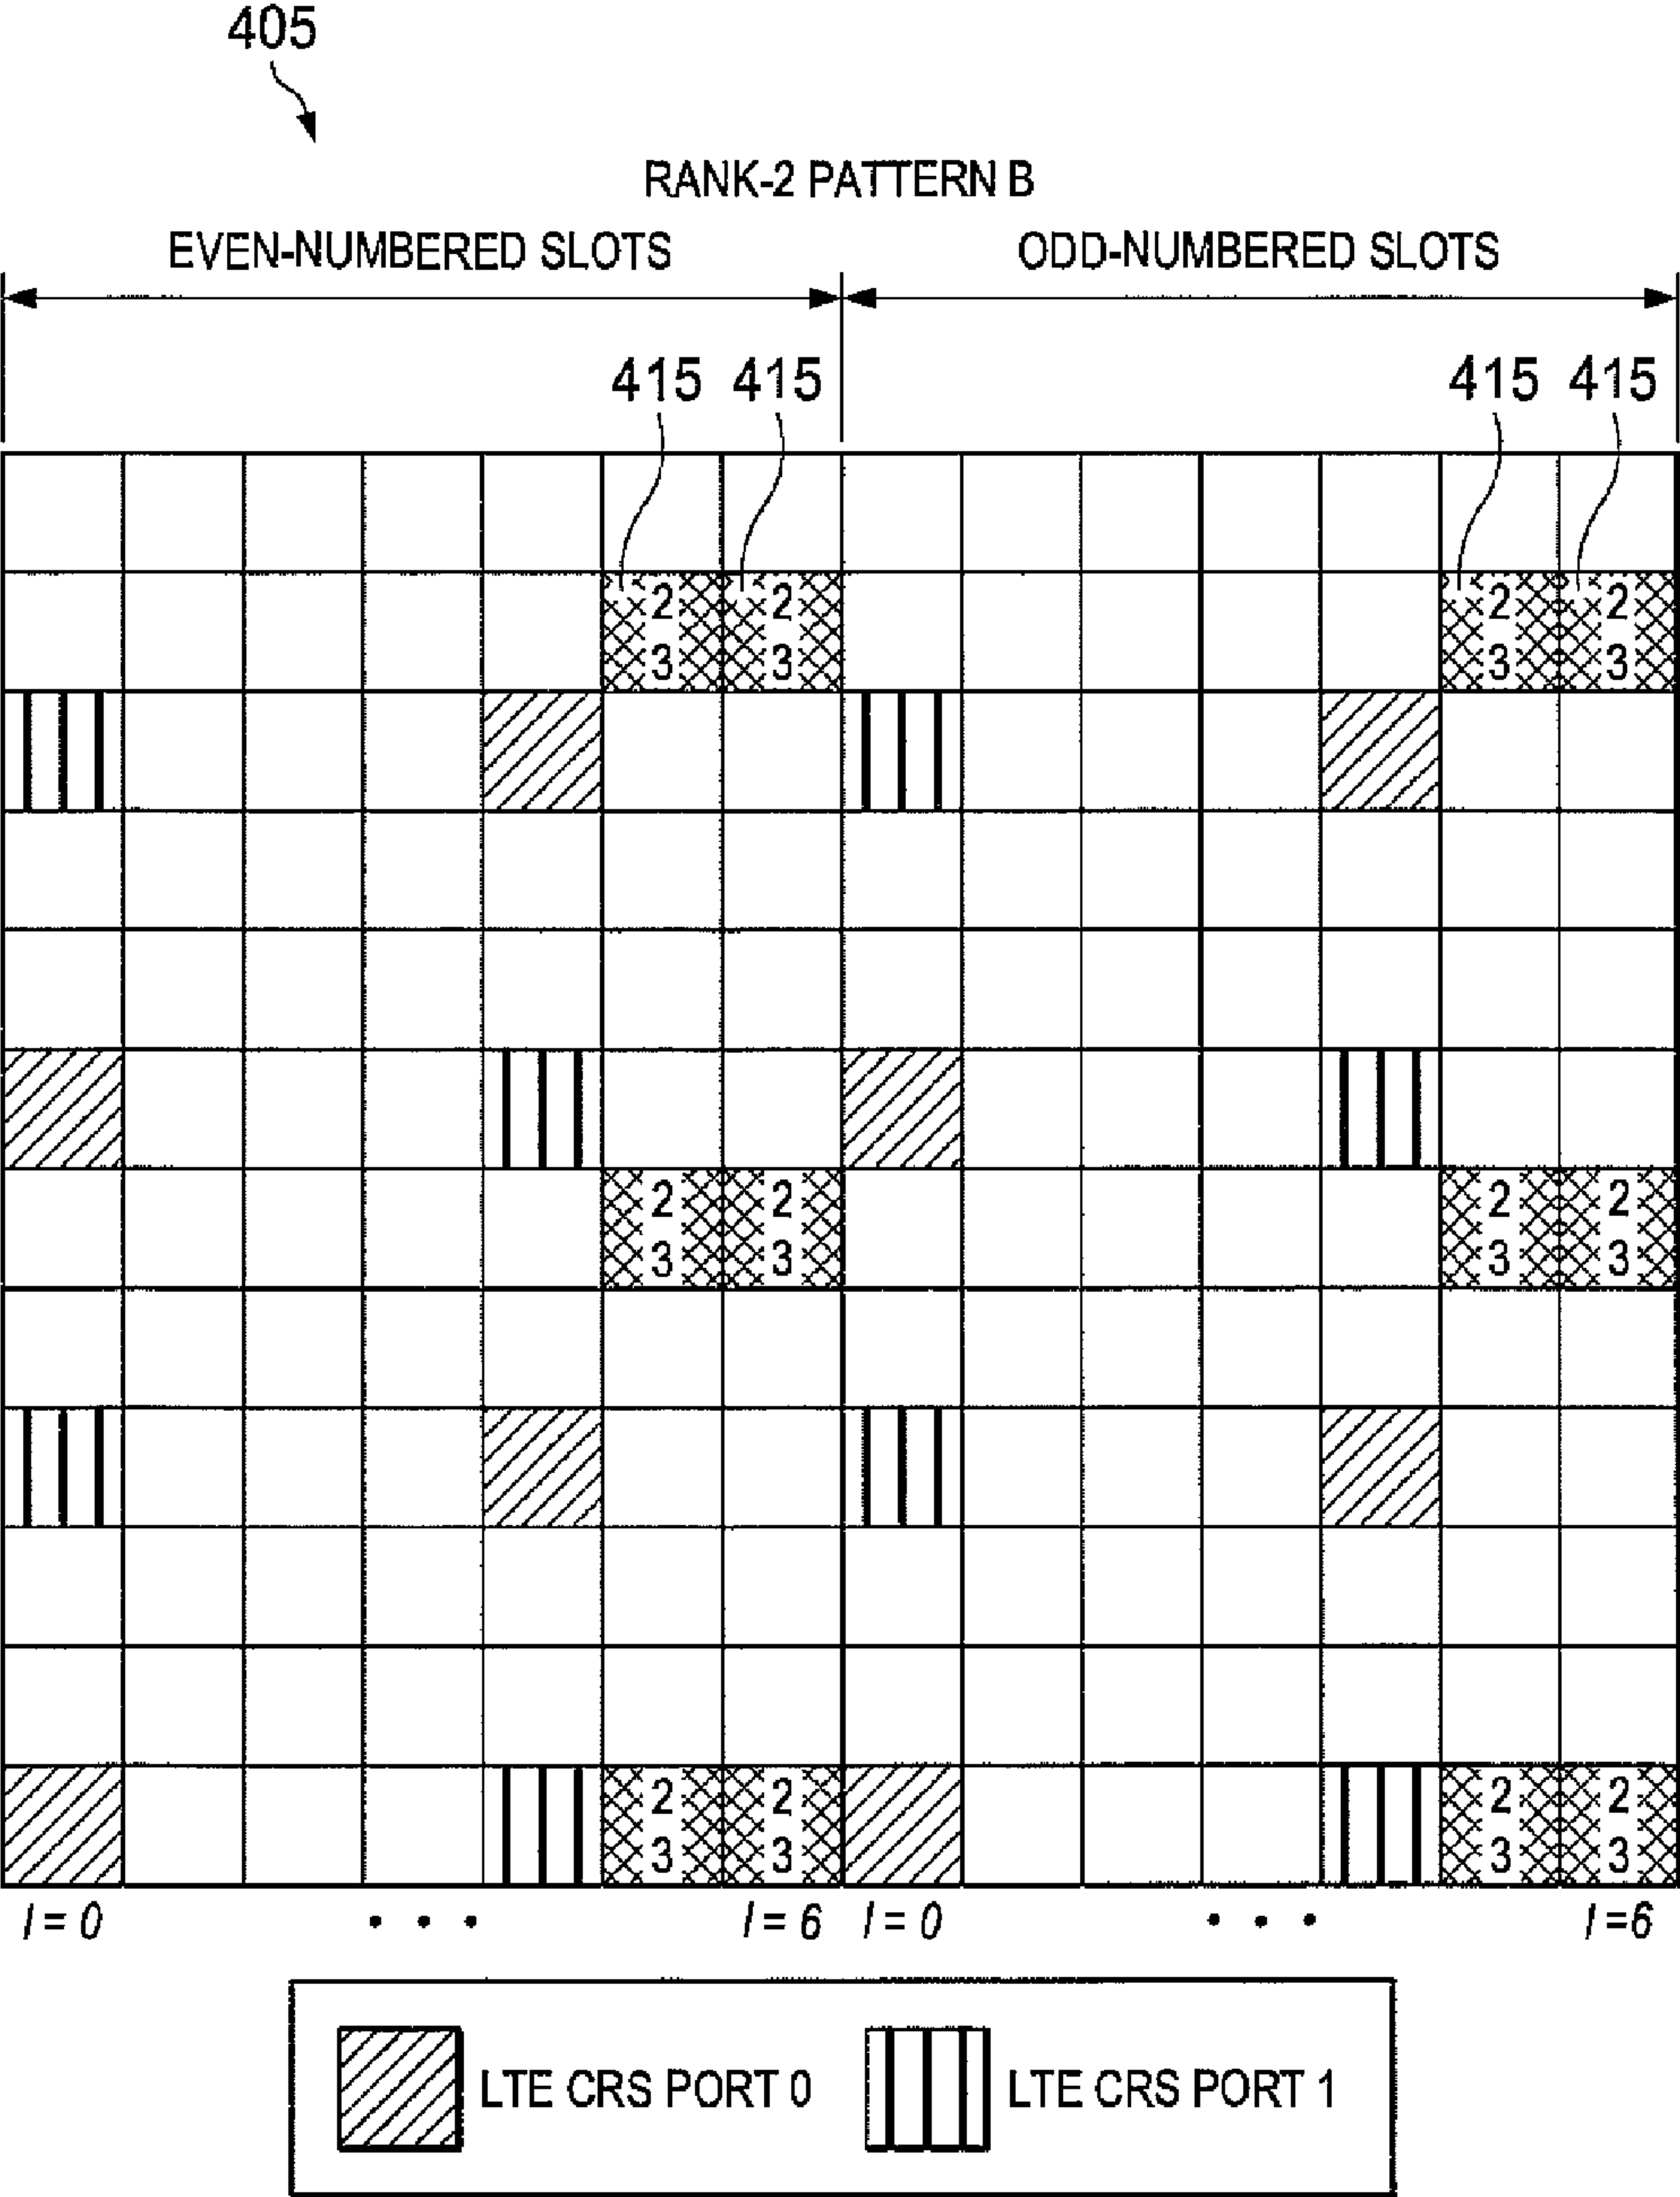 405
RANK-2 PATTERN B
EVEN-NUMBERED SLOTS ODD-NUMBERED SLOTS
415 415 415 415
2 2 2 2
3 3 3 3
2 2 2 2
3 3 3 3
2 2 2 2
3 3 3 3
l = 0 • • • l = 6 l = 0 • • • l =6
LTE CRS PORT 0 LTE CRS PORT 1